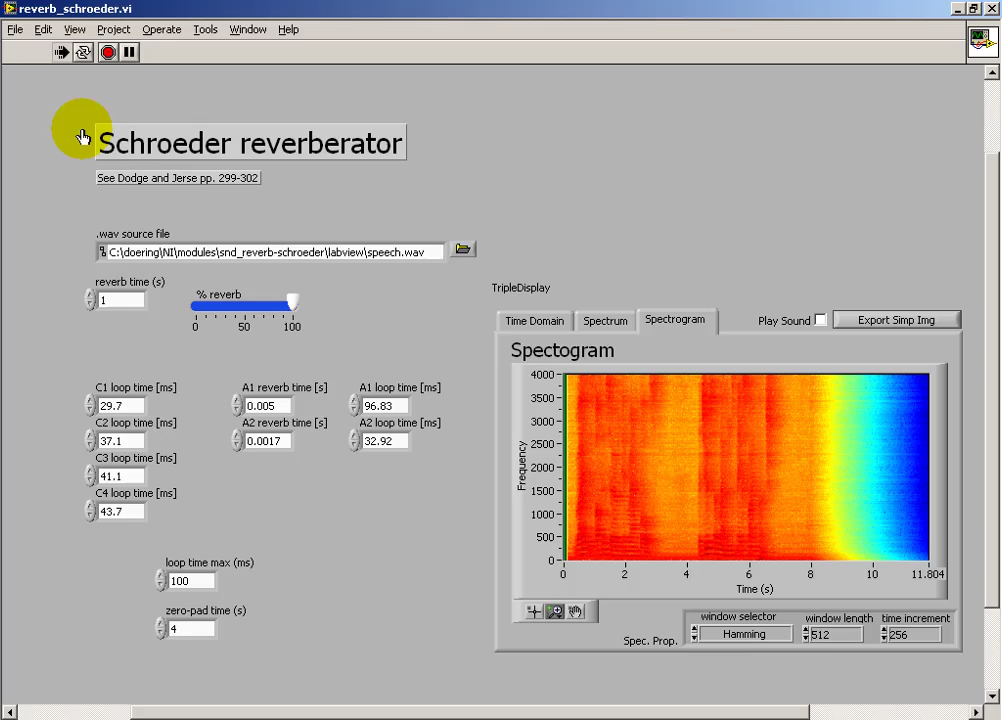 reverb_schroeder.vi
File Edit View Project Operate Tools Window Help
Schroeder reverberator
See Dodge and Jerse pp. 299-302
.wav source file
C:\doering\NI\modules\snd_reverb-schroeder\labview\speech.wav
reverb time (s)
1
% reverb
0 50 100
C1 loop time [ms]
29.7
C2 loop time [ms]
37.1
C3 loop time [ms]
41.1
C4 loop time [ms]
43.7
A1 reverb time [s]
0.005
A2 reverb time [s]
0.0017
A1 loop time [ms]
96.83
A2 loop time [ms]
32.92
loop time max (ms)
100
zero-pad time (s)
4
TripleDisplay
Time Domain Spectrum Spectrogram Play Sound Export Simp Img
Spectogram
Frequency
4000
3500
3000
2500
2000
1500
1000
500
0
0 2 4 6 8 10 11.804
Time (s)
Spec. Prop.
window selector window length time increment
Hamming 512 256